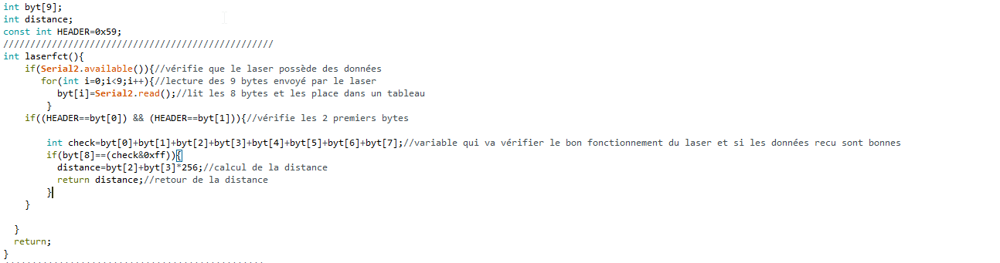 int byt[9];
int distance;
const int HEADER=0x59;
//////////////////////////////////////////////////
int laserfct(){
if(Serial2.available()){//vérifie que le laser possède des données
for(int i=0;i<9;i++){//lecture des 9 bytes envoyé par le laser
byt[i]=Serial2.read();//lit les 8 bytes et les place dans un tableau
}
if((HEADER==byt[0]) && (HEADER==byt[1])){//vérifie les 2 premiers bytes
int check=byt[0]+byt[1]+byt[2]+byt[3]+byt[4]+byt[5]+byt[6]+byt[7];//variable qui va vérifier le bon fonctionnement du laser et si les données recu sont bonnes
if(byt[8]==(check&0xff)){
distance=byt[2]+byt[3]*256;//calcul de la distance
return distance;//retour de la distance
}
}
}
return;
}